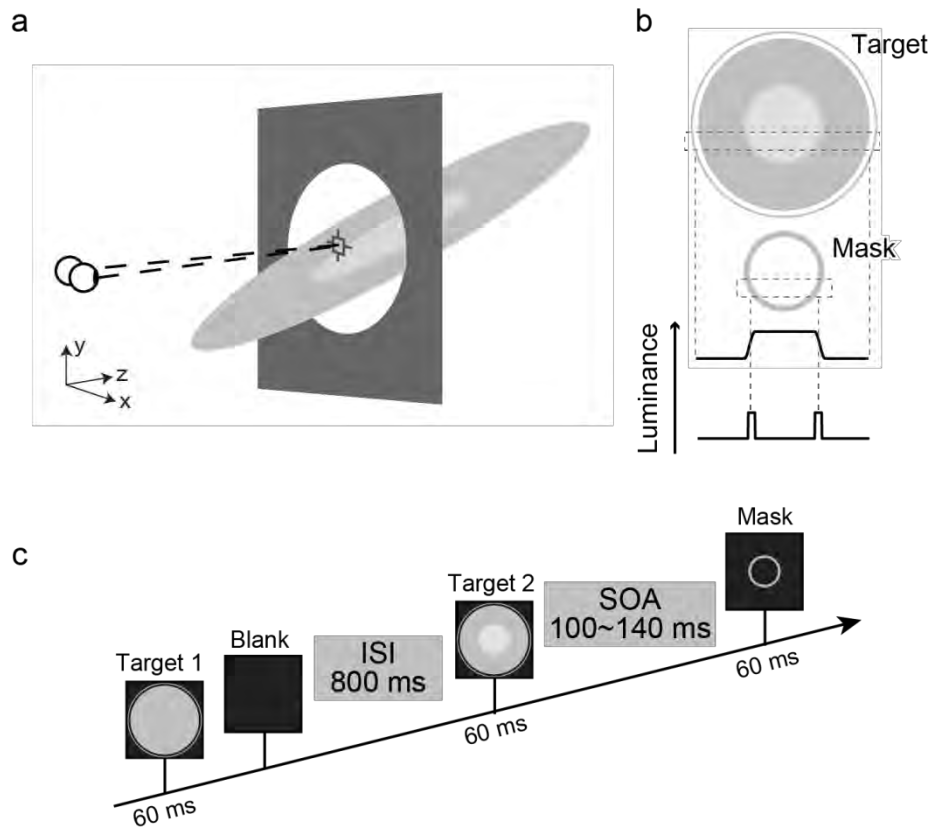 a
b
Target
Mask
Luminance
y
z
x
c
Target 1
Blank
ISI
800 ms
Target 2
SOA
100~140 ms
Mask
60 ms
60 ms
60 ms